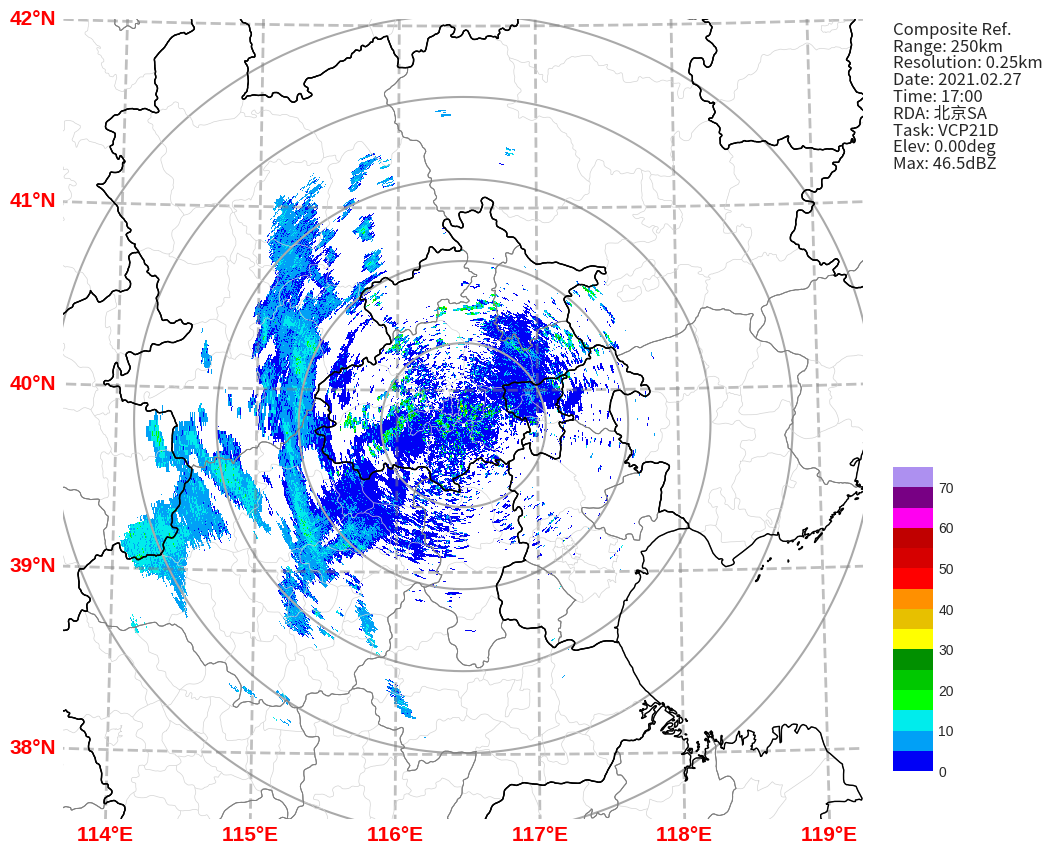 42°N
41°N
40°N
39°N
38°N
114°E 115°E 116°E 117°E 118°E 119°E
Composite Ref.
Range: 250km
Resolution: 0.25km
Date: 2021.02.27
Time: 17:00
RDA: 北京SA
Task: VCP21D
Elev: 0.00deg
Max: 46.5dBZ
70
60
50
40
30
20
10
0